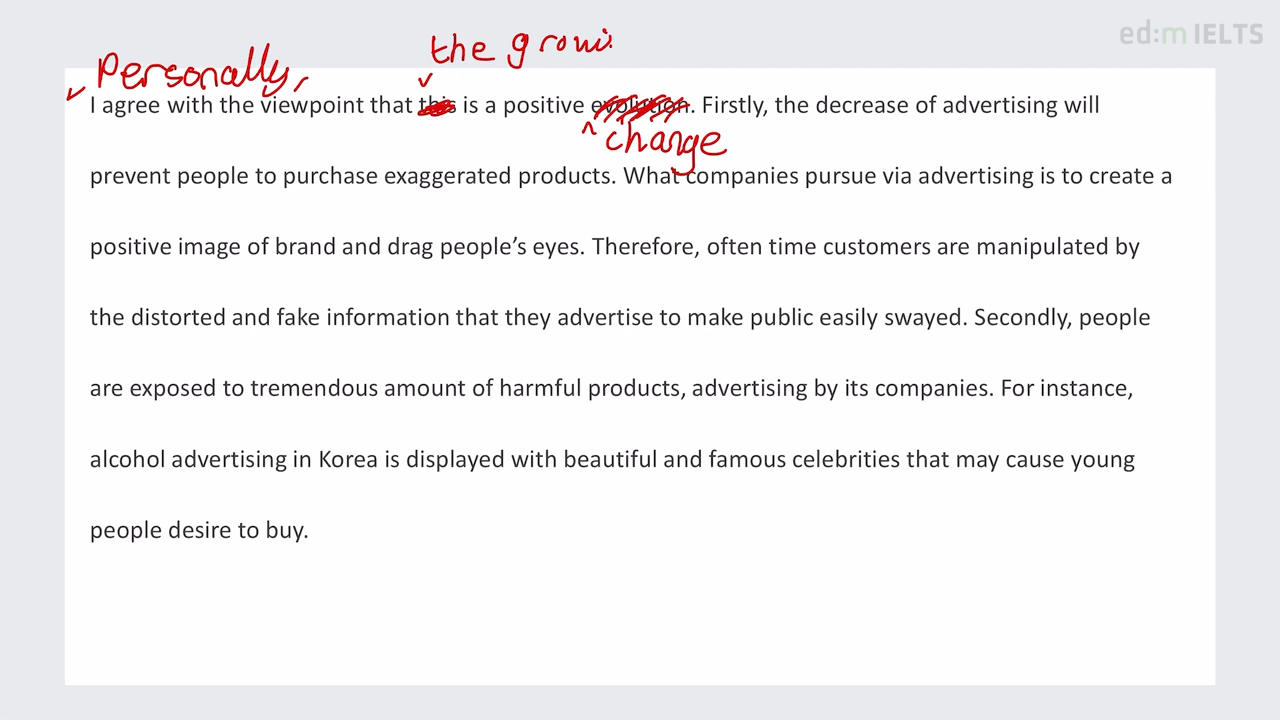 ed:m IELTS
the growi
Personally,
I agree with the viewpoint that this is a positive evolution. Firstly, the decrease of advertising will
change
prevent people to purchase exaggerated products. What companies pursue via advertising is to create a
positive image of brand and drag people's eyes. Therefore, often time customers are manipulated by
the distorted and fake information that they advertise to make public easily swayed. Secondly, people
are exposed to tremendous amount of harmful products, advertising by its companies. For instance,
alcohol advertising in Korea is displayed with beautiful and famous celebrities that may cause young
people desire to buy.